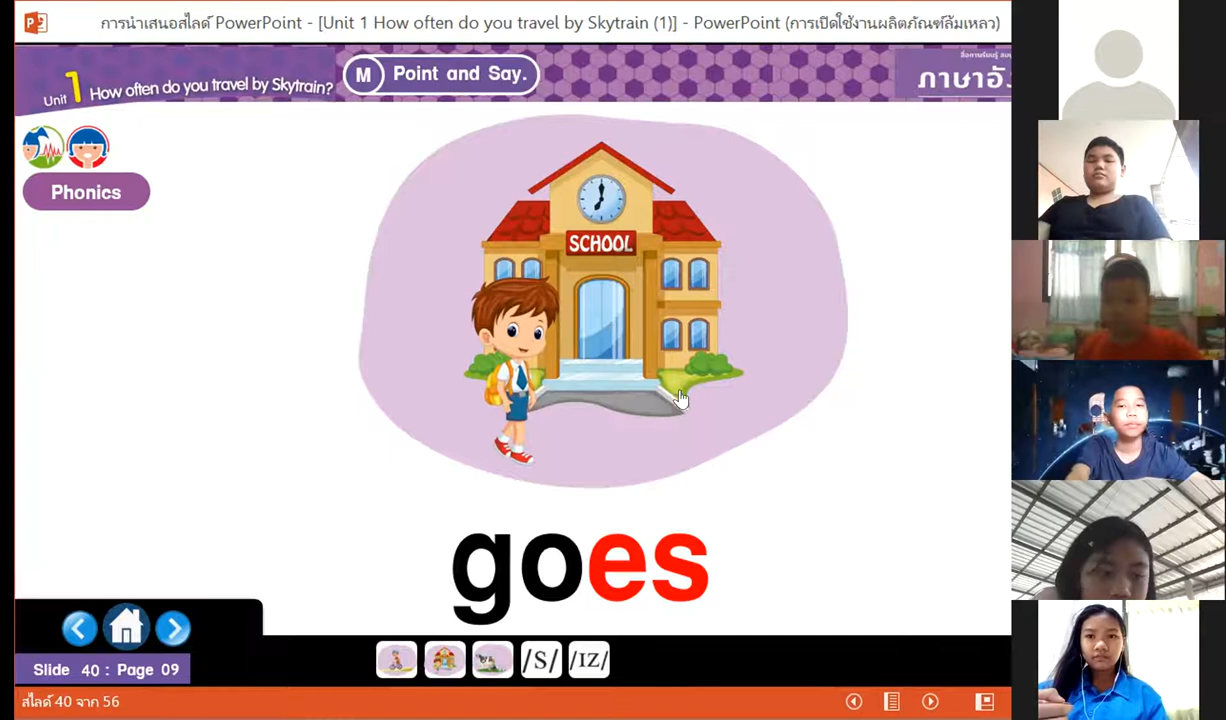 การนำเสนอสไลด์ PowerPoint - [Unit 1 How often do you travel by Skytrain (1)] - PowerPoint (การเปิดใช้งานผลิตภัณฑ์ล้มเหลว)
Unit 1 How often do you travel by Skytrain?
M Point and Say.
ภาษาอัง
Phonics
SCHOOL
goes
/S/ /IZ/
Slide 40 : Page 09
สไลด์ 40 จาก 56